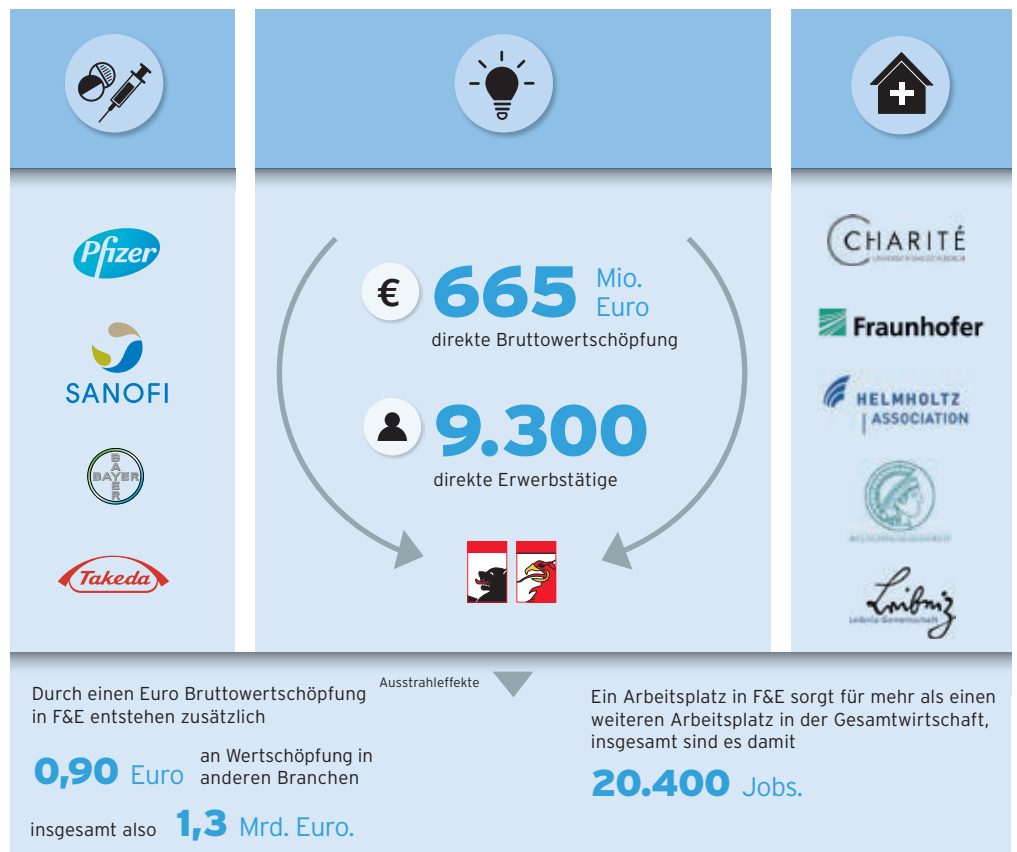 Pfizer
SANOFI
BAYER
BAYER
Takeda
€
665 Mio.
Euro
direkte Bruttowertschöpfung
9.300
direkte Erwerbstätige
CHARITÉ
Fraunhofer
HELMHOLTZ
ASSOCIATION
Leibniz
Leibniz-Gemeinschaft
Ausstrahleffekte
Durch einen Euro Bruttowertschöpfung
in F&E entstehen zusätzlich
0,90 Euro an Wertschöpfung in
anderen Branchen
insgesamt also 1,3 Mrd. Euro.
Ein Arbeitsplatz in F&E sorgt für mehr als einen
weiteren Arbeitsplatz in der Gesamtwirtschaft,
insgesamt sind es damit
20.400 Jobs.